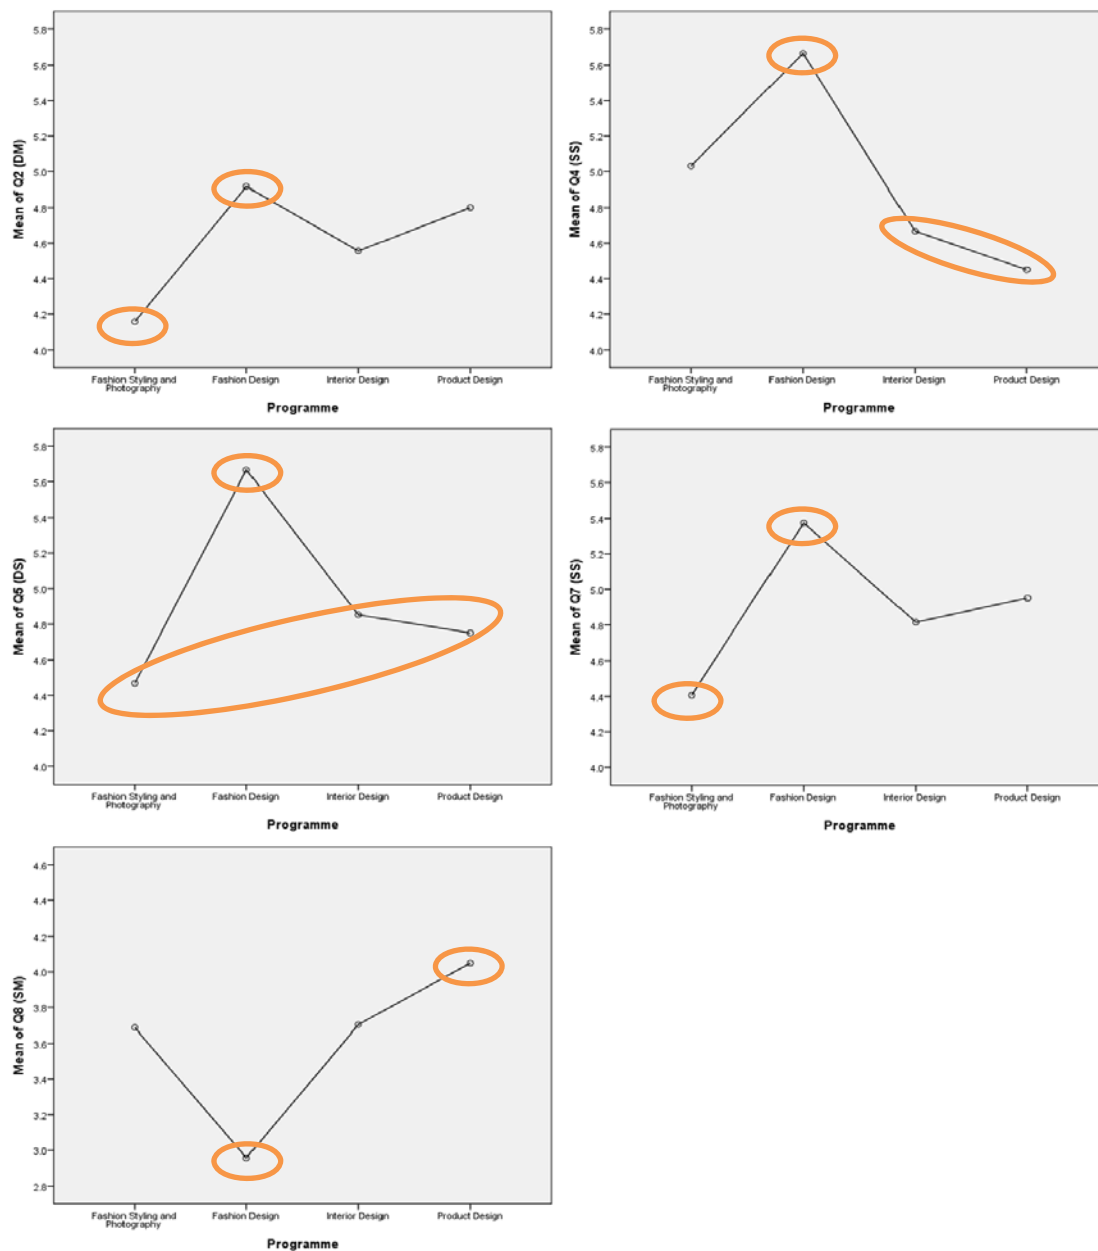 Mean of Q2 (DM)
5.8
5.6
5.4
5.2
5.0
4.8
4.6
4.4
4.2
4.0
Fashion Styling and
Photography
Fashion Design
Interior Design
Product Design
Programme
Mean of Q4 (SS)
5.8
5.6
5.4
5.2
5.0
4.8
4.6
4.4
4.2
4.0
Fashion Styling and
Photography
Fashion Design
Interior Design
Product Design
Programme
Mean of Q5 (DS)
5.8
5.6
5.4
5.2
5.0
4.8
4.6
4.4
4.2
4.0
Fashion Styling and
Photography
Fashion Design
Interior Design
Product Design
Programme
Mean of Q7 (SS)
5.8
5.6
5.4
5.2
5.0
4.8
4.6
4.4
4.2
4.0
Fashion Styling and
Photography
Fashion Design
Interior Design
Product Design
Programme
Mean of Q8 (SM)
4.6
4.4
4.2
4.0
3.8
3.6
3.4
3.2
3.0
2.8
Fashion Styling and
Photography
Fashion Design
Interior Design
Product Design
Programme